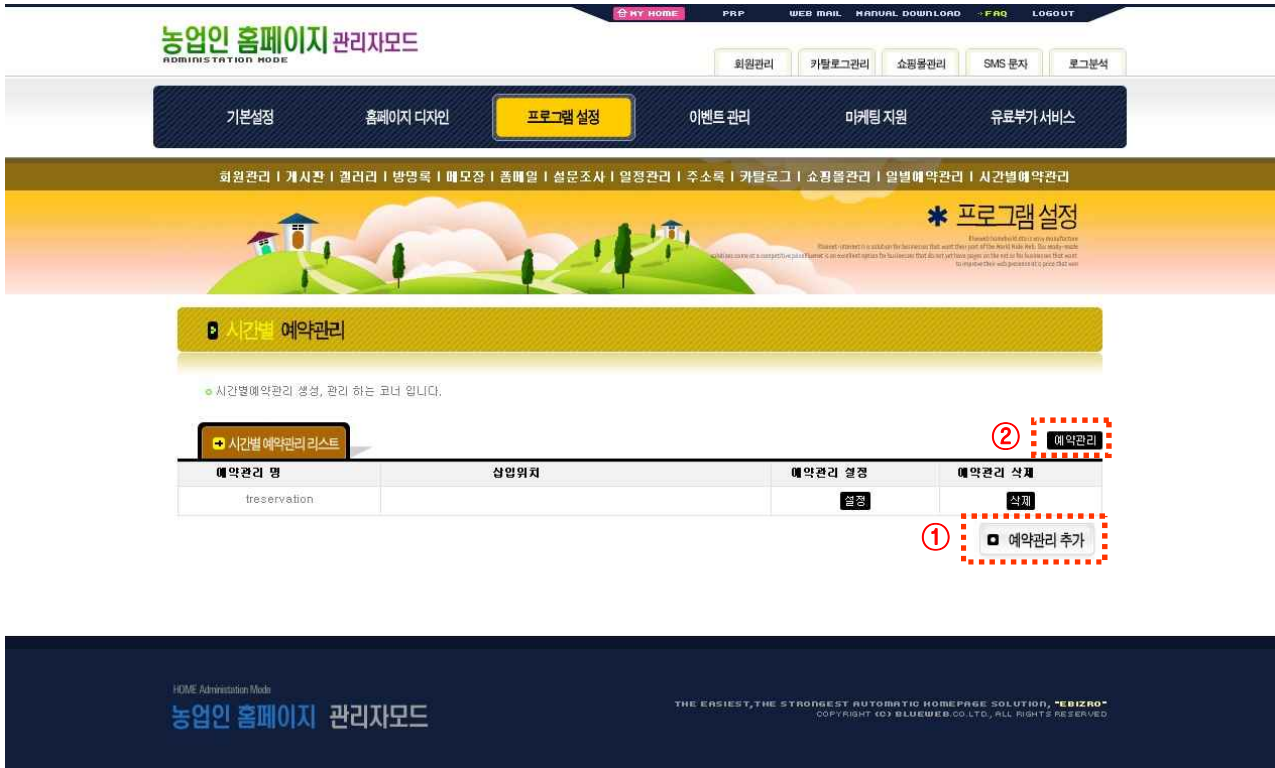 MY HOME PRP WEB MAIL MANUAL DOWNLOAD FAQ LOGOUT
농업인 홈페이지 관리자모드
ADMINISTATION MODE
회원관리 카탈로그관리 쇼핑몰관리 SMS 문자 로그분석
기본설정 홈페이지 디자인 프로그램 설정 이벤트 관리 마케팅 지원 유료부가 서비스
회원관리 I 게시판 I 갤러리 I 방명록 I 메모장 I 폼메일 I 설문조사 I 일정관리 I 주소록 I 카탈로그 I 쇼핑몰관리 I 일별예약관리 I 시간별예약관리
* 프로그램 설정
시간별 예약관리
시간별예약관리 생성, 관리 하는 코너 입니다.
② 예약관리
시간별 예약관리 리스트
예약관리 명 삽입위치 예약관리 설정 예약관리 삭제
treservation 설정 삭제
① 예약관리 추가
HOME Administation Mode
농업인 홈페이지 관리자모드
THE EASIEST,THE STRONGEST AUTOMATIC HOMEPAGE SOLUTION, "EBIZRO"
COPYRIGHT (C) BLUEWEB.CO.LTD., ALL RIGHTS RESERVED